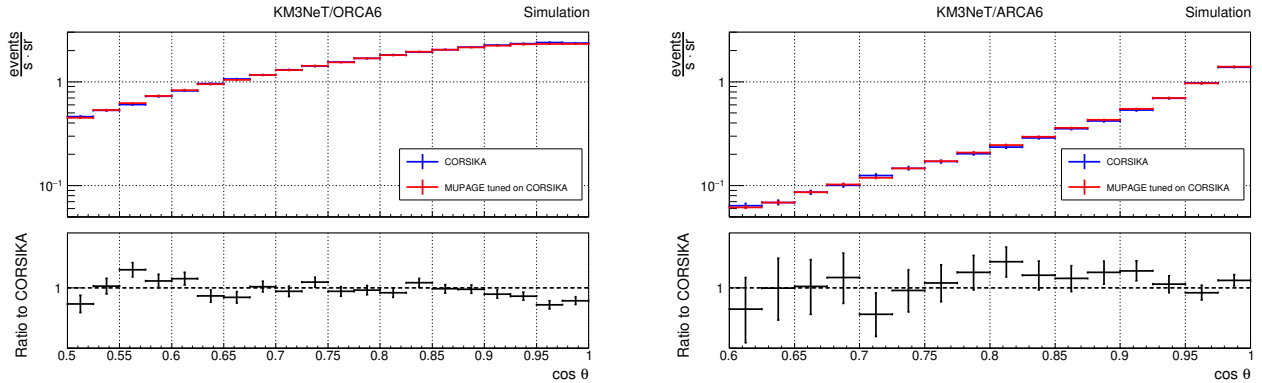 KM3NeT/ORCA6 Simulation
events
s · sr
1
10⁻¹
CORSIKA
MUPAGE tuned on CORSIKA
Ratio to CORSIKA
1
0.5 0.55 0.6 0.65 0.7 0.75 0.8 0.85 0.9 0.95 1
cos θ
KM3NeT/ARCA6 Simulation
events
s · sr
1
10⁻¹
CORSIKA
MUPAGE tuned on CORSIKA
Ratio to CORSIKA
1
0.6 0.65 0.7 0.75 0.8 0.85 0.9 0.95 1
cos θ